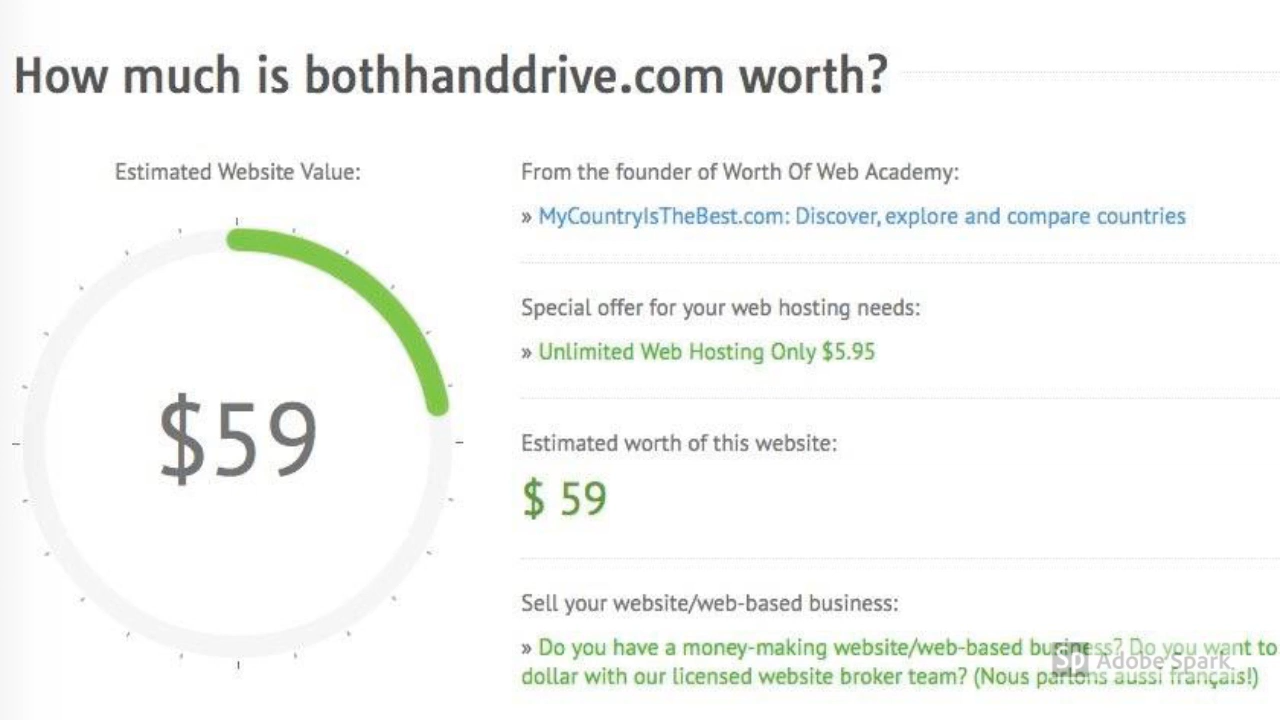 How much is bothhanddrive.com worth?
Estimated Website Value:
$59
From the founder of Worth Of Web Academy:
» MyCountryIsTheBest.com: Discover, explore and compare countries
Special offer for your web hosting needs:
» Unlimited Web Hosting Only $5.95
Estimated worth of this website:
$ 59
Sell your website/web-based business:
» Do you have a money-making website/web-based business? Do you want to
dollar with our licensed website broker team? (Nous parlons aussi français!)
Sp Adobe Spark